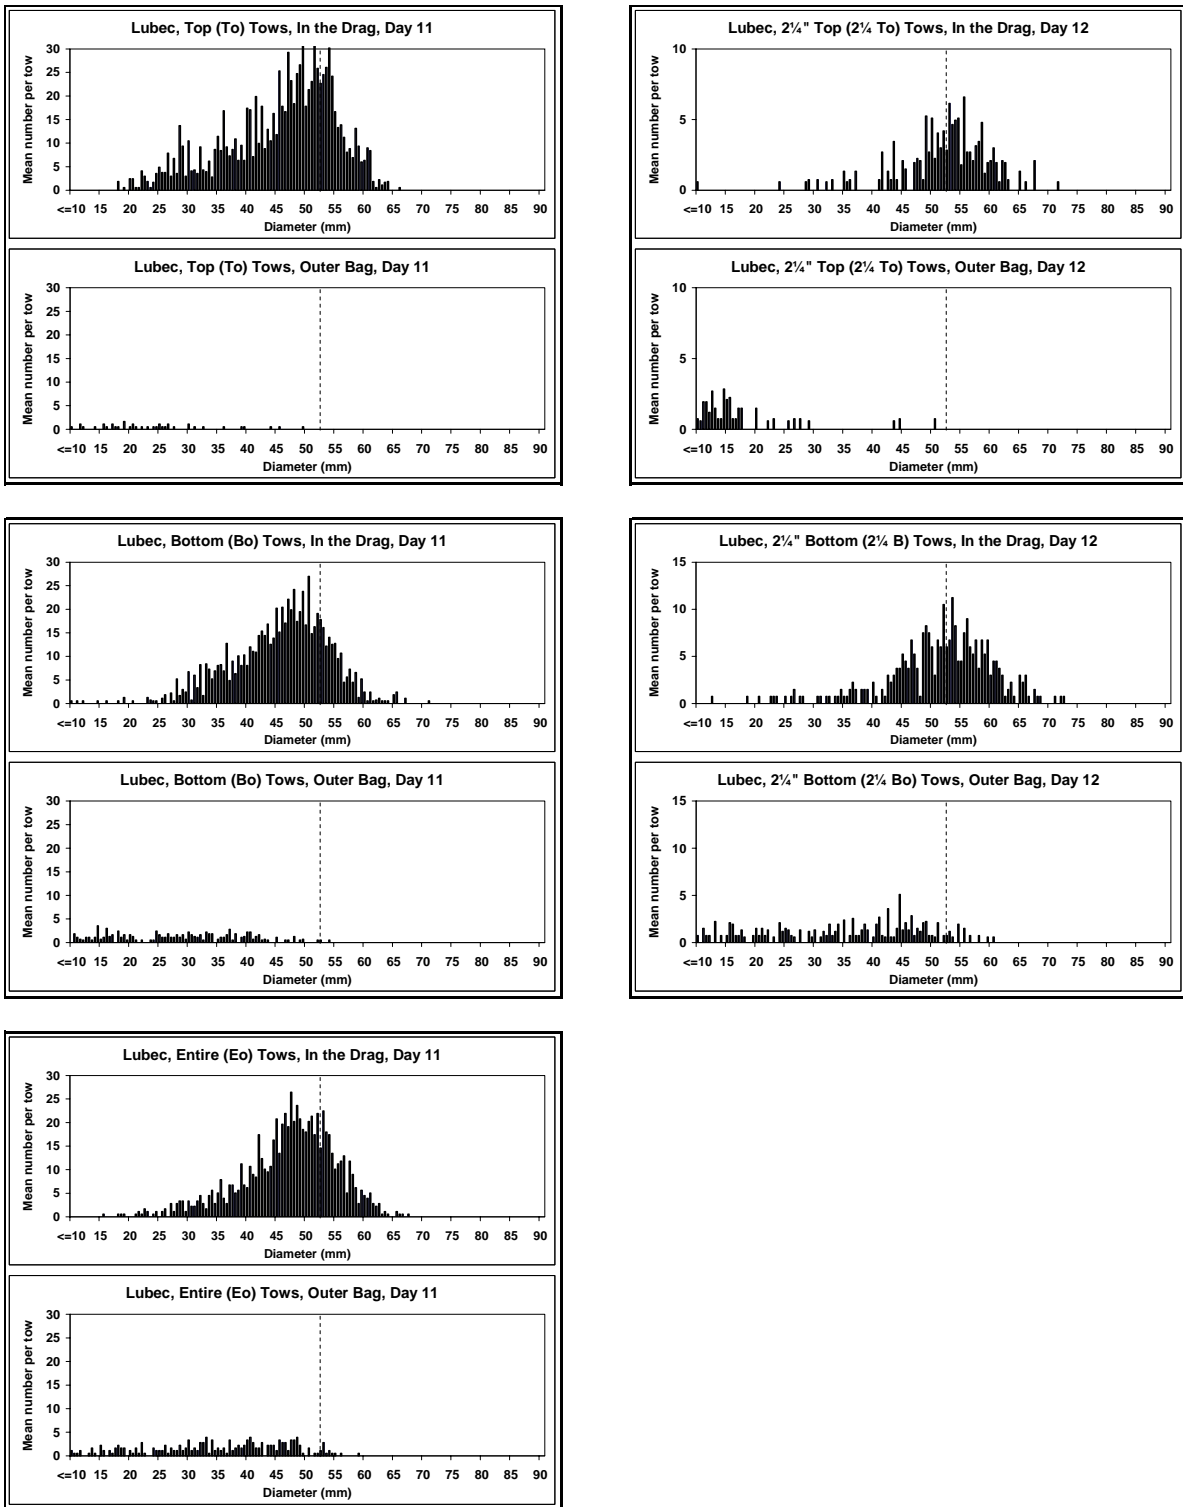 Lubec, Top (To) Tows, In the Drag, Day 11
Mean number per tow
30
25
20
15
10
5
0
<=10 15 20 25 30 35 40 45 50 55 60 65 70 75 80 85 90
Diameter (mm)
Lubec, Top (To) Tows, Outer Bag, Day 11
Mean number per tow
30
25
20
15
10
5
0
<=10 15 20 25 30 35 40 45 50 55 60 65 70 75 80 85 90
Diameter (mm)
Lubec, 2¼" Top (2¼ To) Tows, In the Drag, Day 12
Mean number per tow
10
5
0
<=10 15 20 25 30 35 40 45 50 55 60 65 70 75 80 85 90
Diameter (mm)
Lubec, 2¼" Top (2¼ To) Tows, Outer Bag, Day 12
Mean number per tow
10
5
0
<=10 15 20 25 30 35 40 45 50 55 60 65 70 75 80 85 90
Diameter (mm)
Lubec, Bottom (Bo) Tows, In the Drag, Day 11
Mean number per tow
30
25
20
15
10
5
0
<=10 15 20 25 30 35 40 45 50 55 60 65 70 75 80 85 90
Diameter (mm)
Lubec, Bottom (Bo) Tows, Outer Bag, Day 11
Mean number per tow
30
25
20
15
10
5
0
<=10 15 20 25 30 35 40 45 50 55 60 65 70 75 80 85 90
Diameter (mm)
Lubec, 2¼" Bottom (2¼ B) Tows, In the Drag, Day 12
Mean number per tow
15
10
5
0
<=10 15 20 25 30 35 40 45 50 55 60 65 70 75 80 85 90
Diameter (mm)
Lubec, 2¼" Bottom (2¼ Bo) Tows, Outer Bag, Day 12
Mean number per tow
15
10
5
0
<=10 15 20 25 30 35 40 45 50 55 60 65 70 75 80 85 90
Diameter (mm)
Lubec, Entire (Eo) Tows, In the Drag, Day 11
Mean number per tow
30
25
20
15
10
5
0
<=10 15 20 25 30 35 40 45 50 55 60 65 70 75 80 85 90
Diameter (mm)
Lubec, Entire (Eo) Tows, Outer Bag, Day 11
Mean number per tow
30
25
20
15
10
5
0
<=10 15 20 25 30 35 40 45 50 55 60 65 70 75 80 85 90
Diameter (mm)